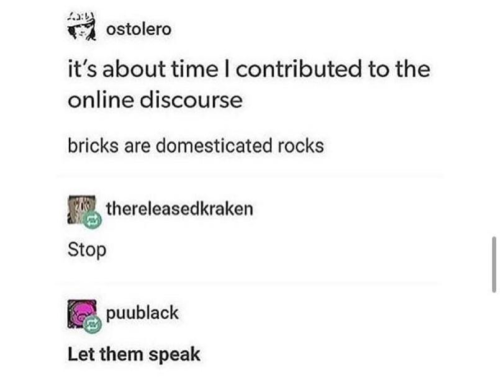 ostolero
it's about time I contributed to the
online discourse
bricks are domesticated rocks
thereleasedkraken
Stop
puublack
Let them speak